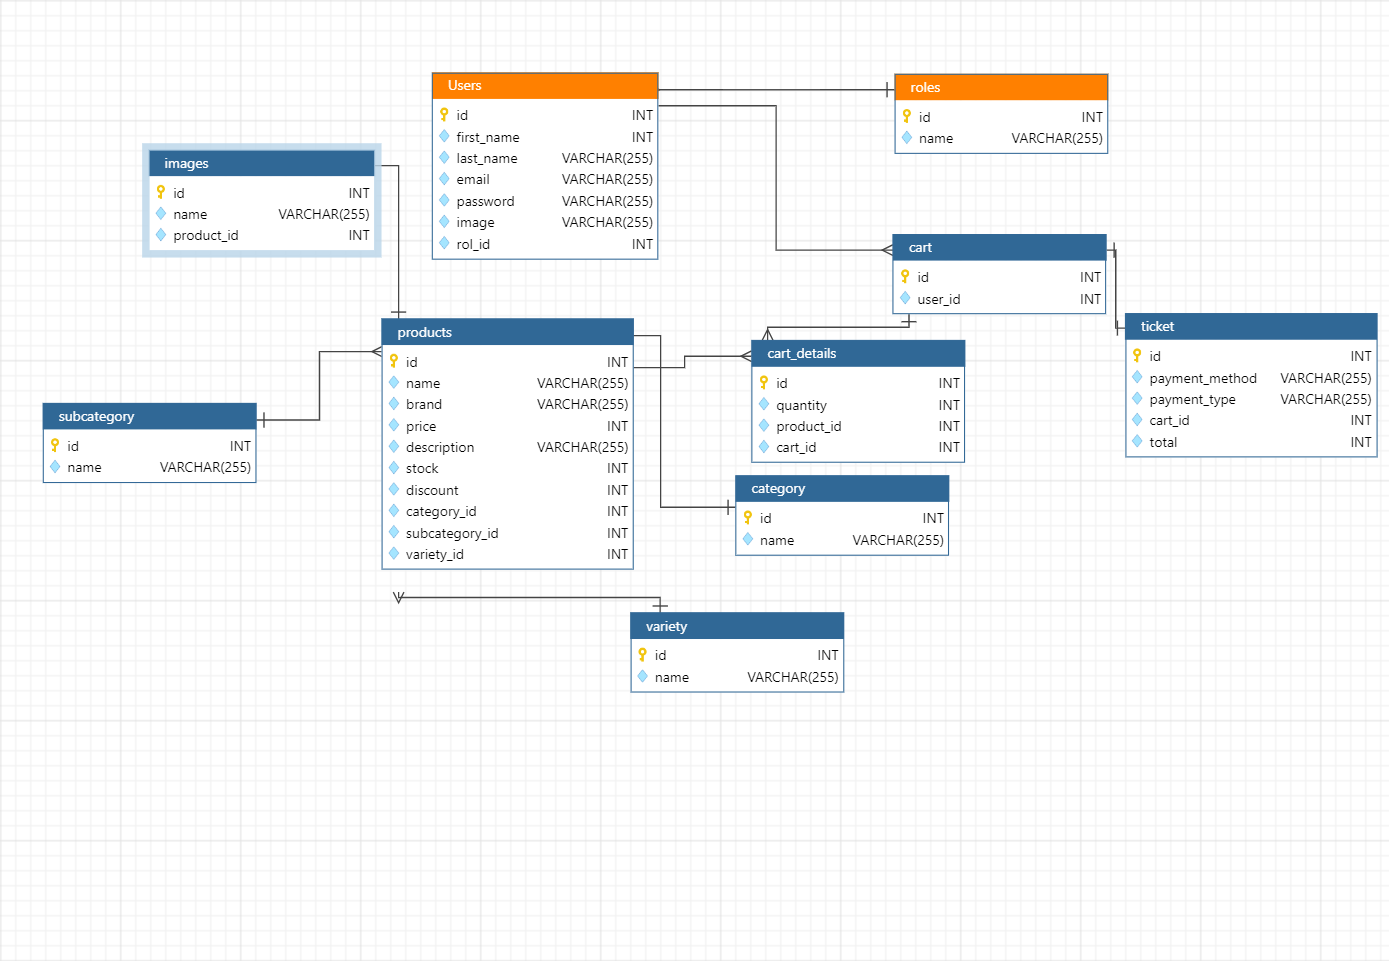 Users
id INT
first_name INT
last_name VARCHAR(255)
email VARCHAR(255)
password VARCHAR(255)
image VARCHAR(255)
rol_id INT
roles
id INT
name VARCHAR(255)
images
id INT
name VARCHAR(255)
product_id INT
cart
id INT
user_id INT
products
id INT
name VARCHAR(255)
brand VARCHAR(255)
price INT
description VARCHAR(255)
stock INT
discount INT
category_id INT
subcategory_id INT
variety_id INT
cart_details
id INT
quantity INT
product_id INT
cart_id INT
ticket
id INT
payment_method VARCHAR(255)
payment_type VARCHAR(255)
cart_id INT
total INT
subcategory
id INT
name VARCHAR(255)
category
id INT
name VARCHAR(255)
variety
id INT
name VARCHAR(255)